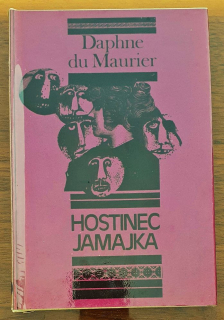 Daphne
du Maurier
HOSTINEC
JAMAJKA